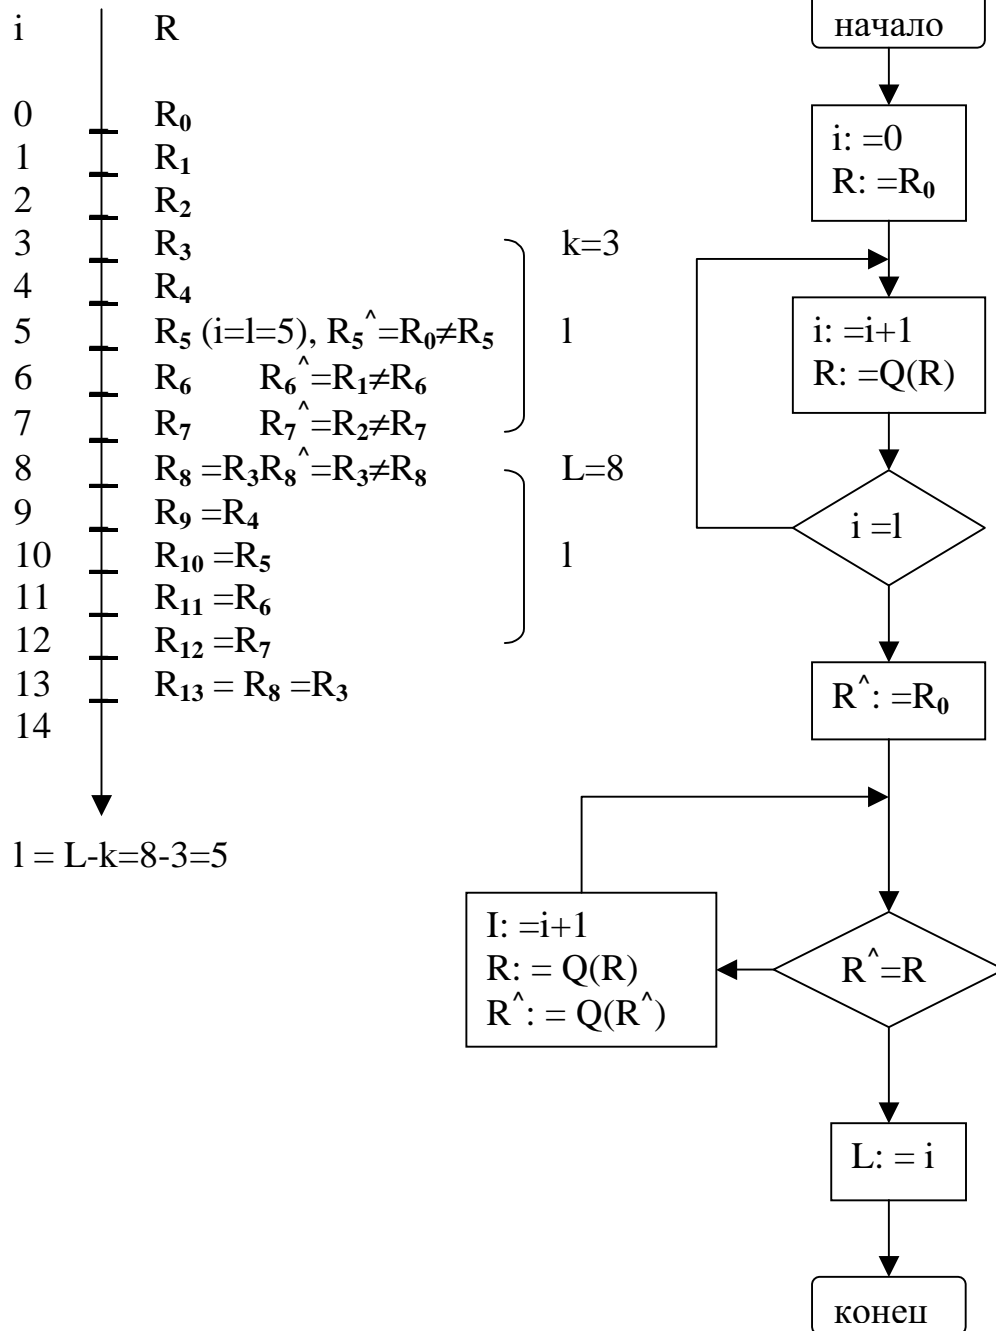 i R
0 R₀
1 R₁
2 R₂
3 R₃ k=3
4 R₄
5 R₅ (i=l=5), R₅^=R₀≠R₅ l
6 R₆ R₆^=R₁≠R₆
7 R₇ R₇^=R₂≠R₇
8 R₈ =R₃R₈^=R₃≠R₈ L=8
9 R₉ =R₄
10 R₁₀ =R₅ l
11 R₁₁ =R₆
12 R₁₂ =R₇
13 R₁₃ = R₈ =R₃
14
l = L-k=8-3=5
начало
i: =0
R: =R₀
i: =i+1
R: =Q(R)
i =l
R^: =R₀
R^=R
I: =i+1
R: = Q(R)
R^: = Q(R^)
L: = i
конец